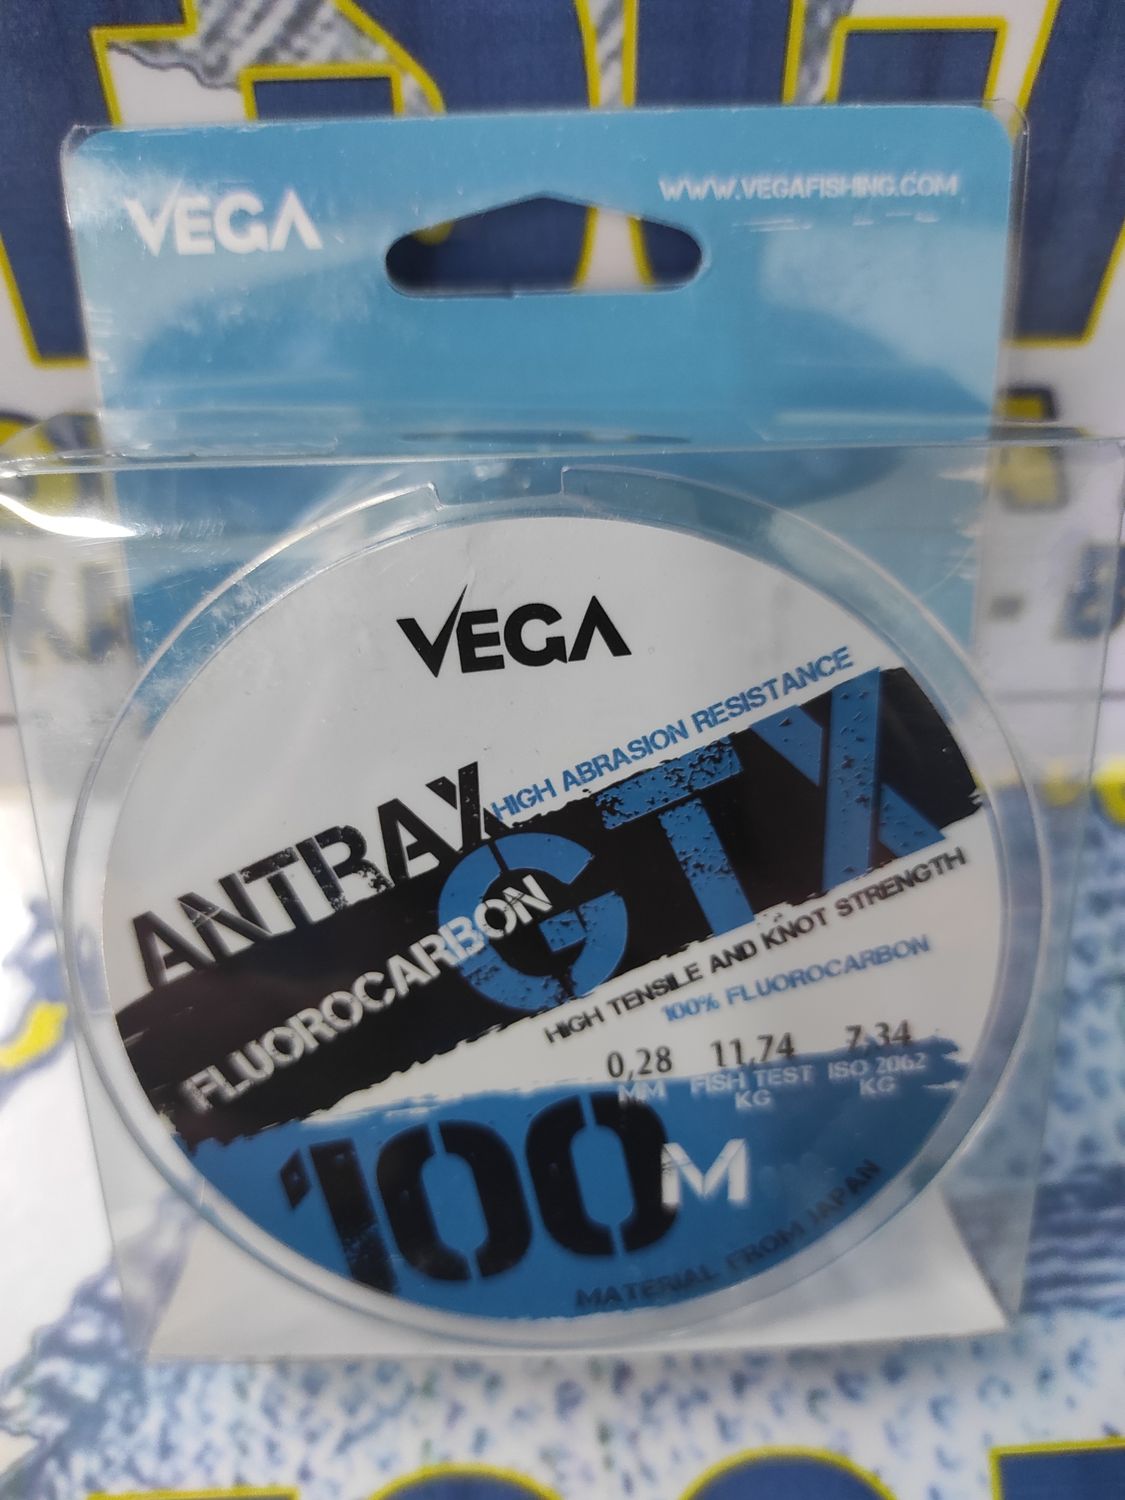 VEGA
WWW.VEGAFISHING.COM
VEGA
HIGH ABRASION RESISTANCE
ANTRAX
GTX
FLUOROCARBON
HIGH TENSILE AND KNOT STRENGTH
100% FLUOROCARBON
0,28 11,74 7,34
MM FISH TEST KG ISO 2062 KG
100M
MATERIAL FROM JAPAN